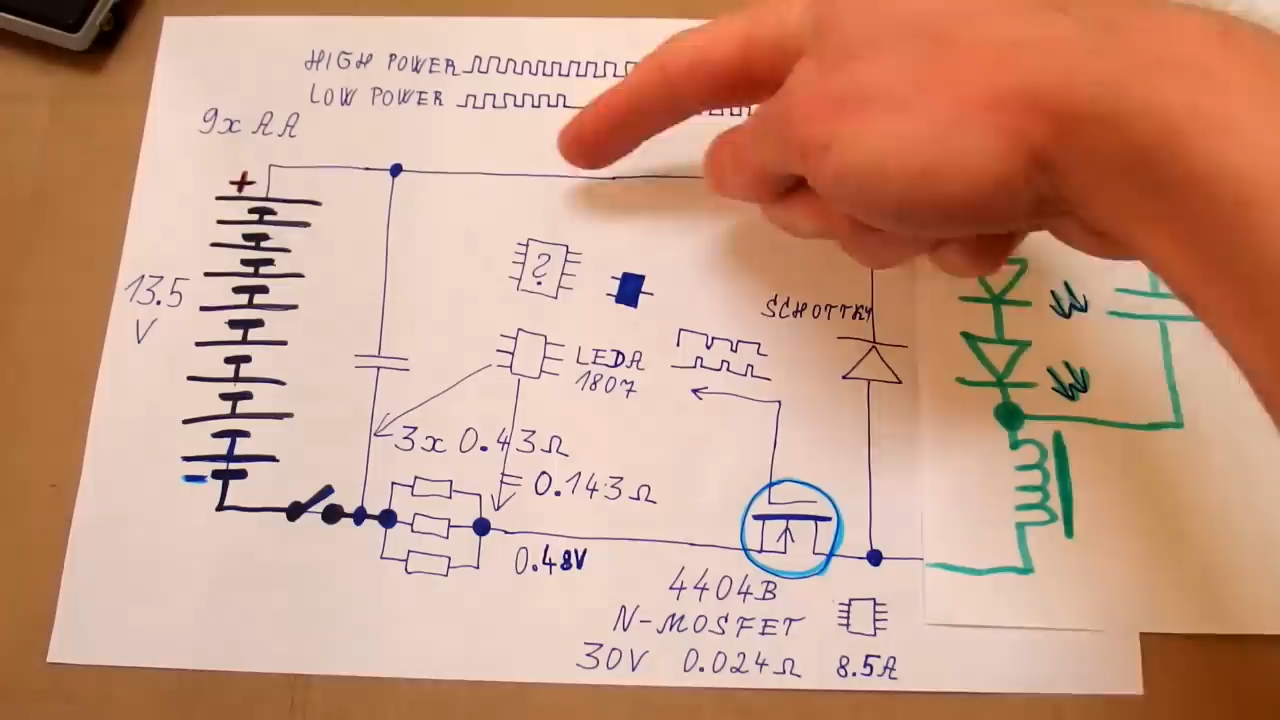 HIGH POWER
LOW POWER
9x AA
+
13.5
V
?
SCHOTTKY
LEDA
1807
3x 0.43Ω
= 0.143Ω
-
0.48V
4404B
N-MOSFET
30V 0.024Ω 8.5A